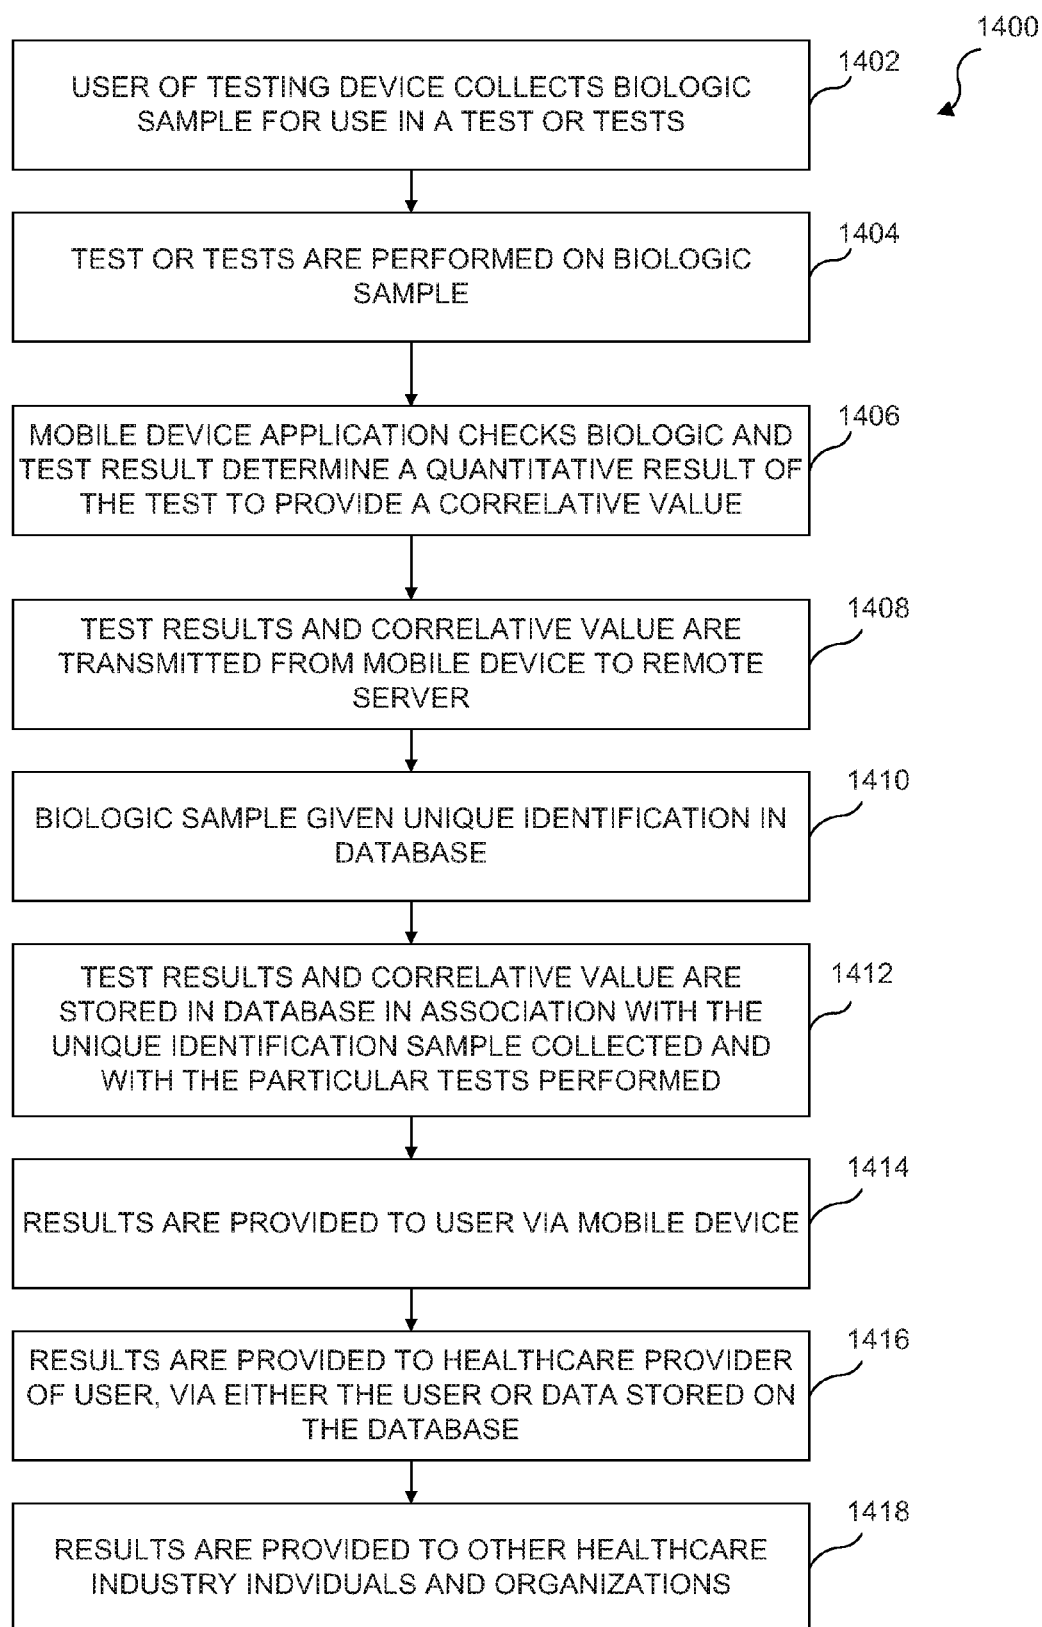 1400
1402
USER OF TESTING DEVICE COLLECTS BIOLOGIC
SAMPLE FOR USE IN A TEST OR TESTS
1404
TEST OR TESTS ARE PERFORMED ON BIOLOGIC
SAMPLE
1406
MOBILE DEVICE APPLICATION CHECKS BIOLOGIC AND
TEST RESULT DETERMINE A QUANTITATIVE RESULT OF
THE TEST TO PROVIDE A CORRELATIVE VALUE
1408
TEST RESULTS AND CORRELATIVE VALUE ARE
TRANSMITTED FROM MOBILE DEVICE TO REMOTE
SERVER
1410
BIOLOGIC SAMPLE GIVEN UNIQUE IDENTIFICATION IN
DATABASE
1412
TEST RESULTS AND CORRELATIVE VALUE ARE
STORED IN DATABASE IN ASSOCIATION WITH THE
UNIQUE IDENTIFICATION SAMPLE COLLECTED AND
WITH THE PARTICULAR TESTS PERFORMED
1414
RESULTS ARE PROVIDED TO USER VIA MOBILE DEVICE
1416
RESULTS ARE PROVIDED TO HEALTHCARE PROVIDER
OF USER, VIA EITHER THE USER OR DATA STORED ON
THE DATABASE
1418
RESULTS ARE PROVIDED TO OTHER HEALTHCARE
INDUSTRY INDVIDUALS AND ORGANIZATIONS